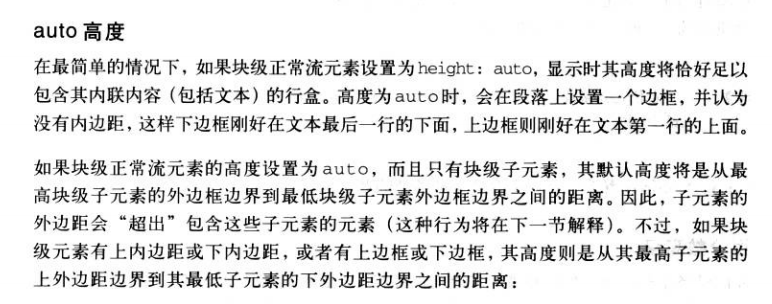 auto 高度
在最简单的情况下，如果块级正常流元素设置为height: auto，显示时其高度将恰好足以
包含其内联内容（包括文本）的行盒。高度为auto时，会在段落上设置一个边框，并认为
没有内边距，这样下边框刚好在文本最后一行的下面，上边框则刚好在文本第一行的上面。
如果块级正常流元素的高度设置为auto，而且只有块级子元素，其默认高度将是从最
高块级子元素的外边框边界到最低块级子元素外边框边界之间的距离。因此，子元素的
外边距会“超出”包含这些子元素的元素（这种行为将在下一节解释）。不过，如果块
级元素有上内边距或下内边距，或者有上边框或下边框，其高度则是从其最高子元素的
上外边距边界到其最低子元素的下外边距边界之间的距离：